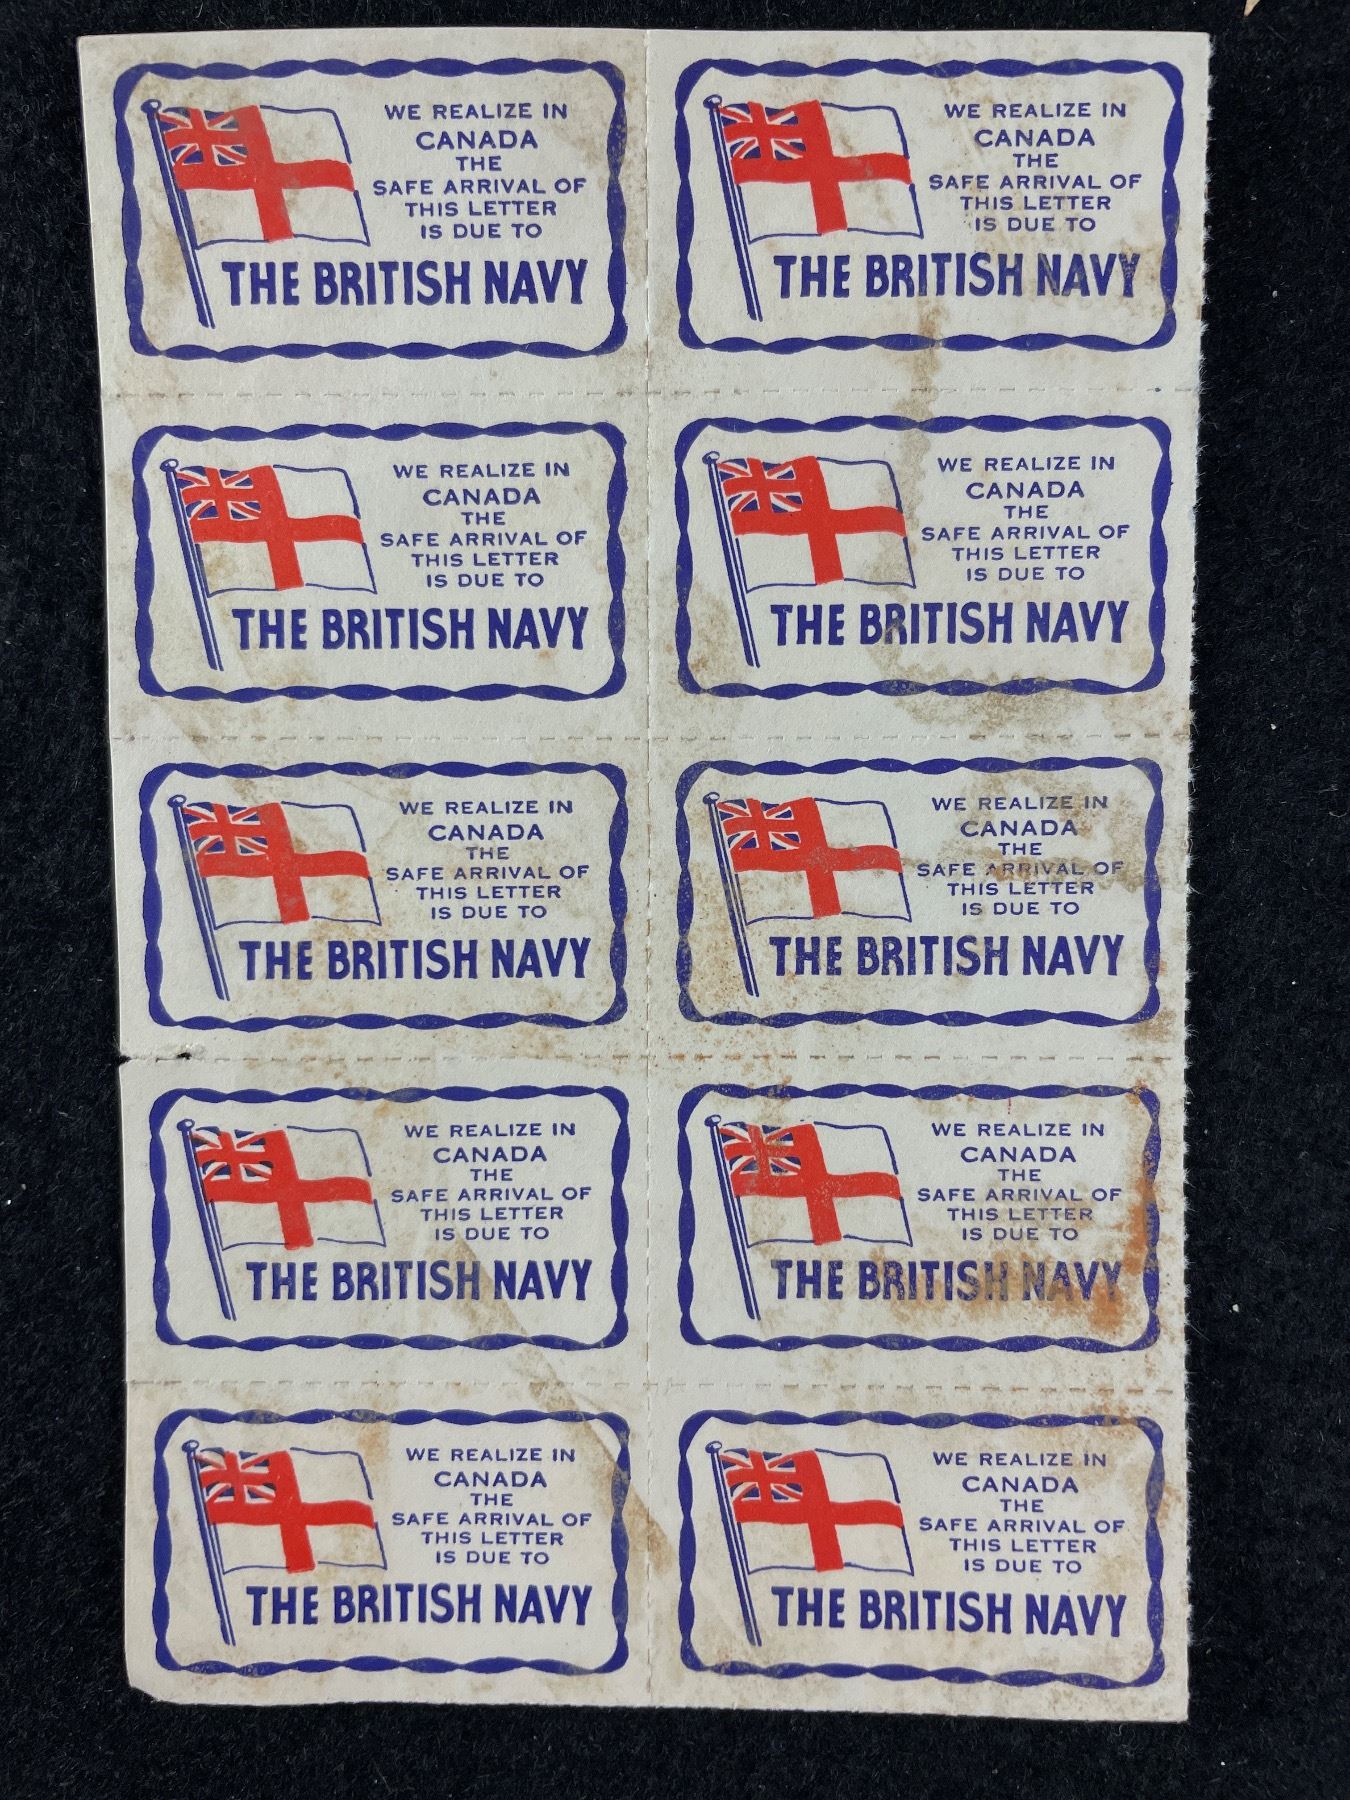 WE REALIZE IN
CANADA
THE
SAFE ARRIVAL OF
THIS LETTER
IS DUE TO
THE BRITISH NAVY
WE REALIZE IN
CANADA
THE
SAFE ARRIVAL OF
THIS LETTER
IS DUE TO
THE BRITISH NAVY
WE REALIZE IN
CANADA
THE
SAFE ARRIVAL OF
THIS LETTER
IS DUE TO
THE BRITISH NAVY
WE REALIZE IN
CANADA
THE
SAFE ARRIVAL OF
THIS LETTER
IS DUE TO
THE BRITISH NAVY
WE REALIZE IN
CANADA
THE
SAFE ARRIVAL OF
THIS LETTER
IS DUE TO
THE BRITISH NAVY
WE REALIZE IN
CANADA
THE
SAFE ARRIVAL OF
THIS LETTER
IS DUE TO
THE BRITISH NAVY
WE REALIZE IN
CANADA
THE
SAFE ARRIVAL OF
THIS LETTER
IS DUE TO
THE BRITISH NAVY
WE REALIZE IN
CANADA
THE
SAFE ARRIVAL OF
THIS LETTER
IS DUE TO
THE BRITISH NAVY
WE REALIZE IN
CANADA
THE
SAFE ARRIVAL OF
THIS LETTER
IS DUE TO
THE BRITISH NAVY
WE REALIZE IN
CANADA
THE
SAFE ARRIVAL OF
THIS LETTER
IS DUE TO
THE BRITISH NAVY